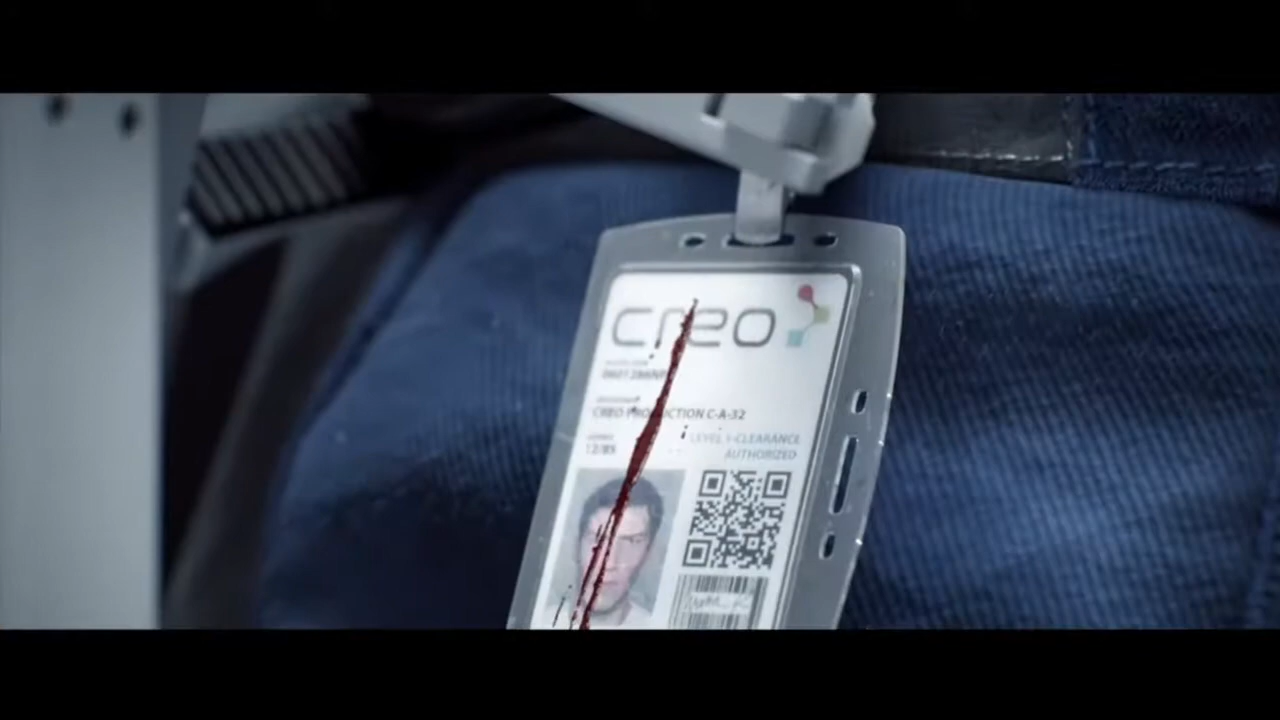 creo
CREO PRODUCTION C-A-32
12/89
LEVEL 1-CLEARANCE
AUTHORIZED